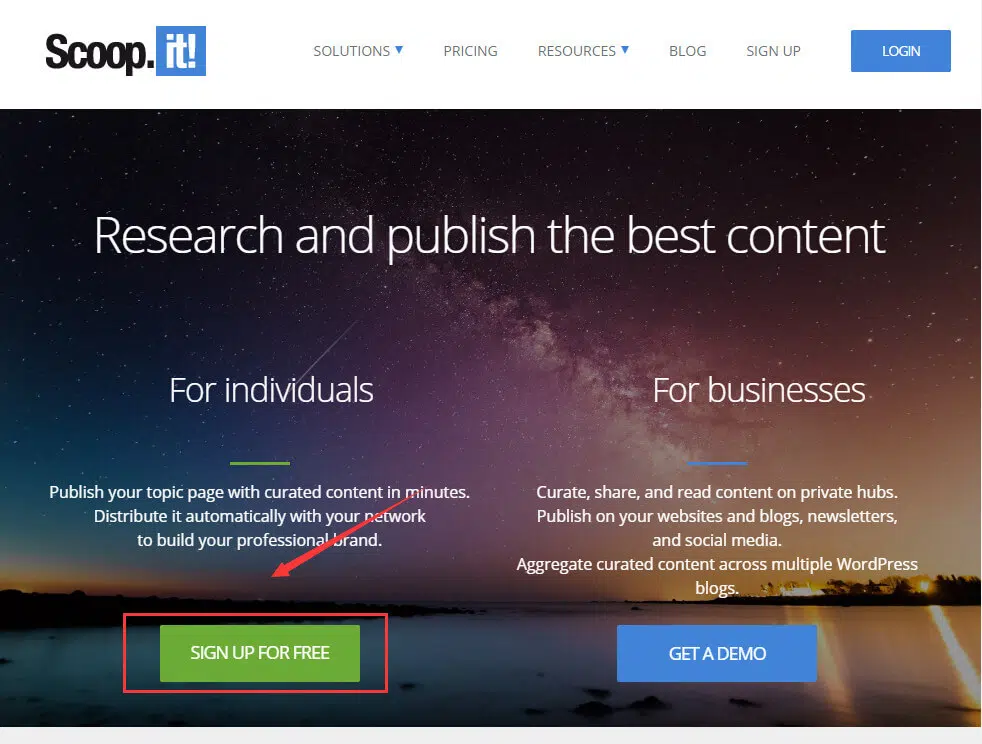 Scoop.it!
SOLUTIONS
PRICING
RESOURCES
BLOG
SIGN UP
LOGIN
Research and publish the best content
For individuals
Publish your topic page with curated content in minutes.
Distribute it automatically with your network
to build your professional brand.
SIGN UP FOR FREE
For businesses
Curate, share, and read content on private hubs.
Publish on your websites and blogs, newsletters,
and social media.
Aggregate curated content across multiple WordPress
blogs.
GET A DEMO